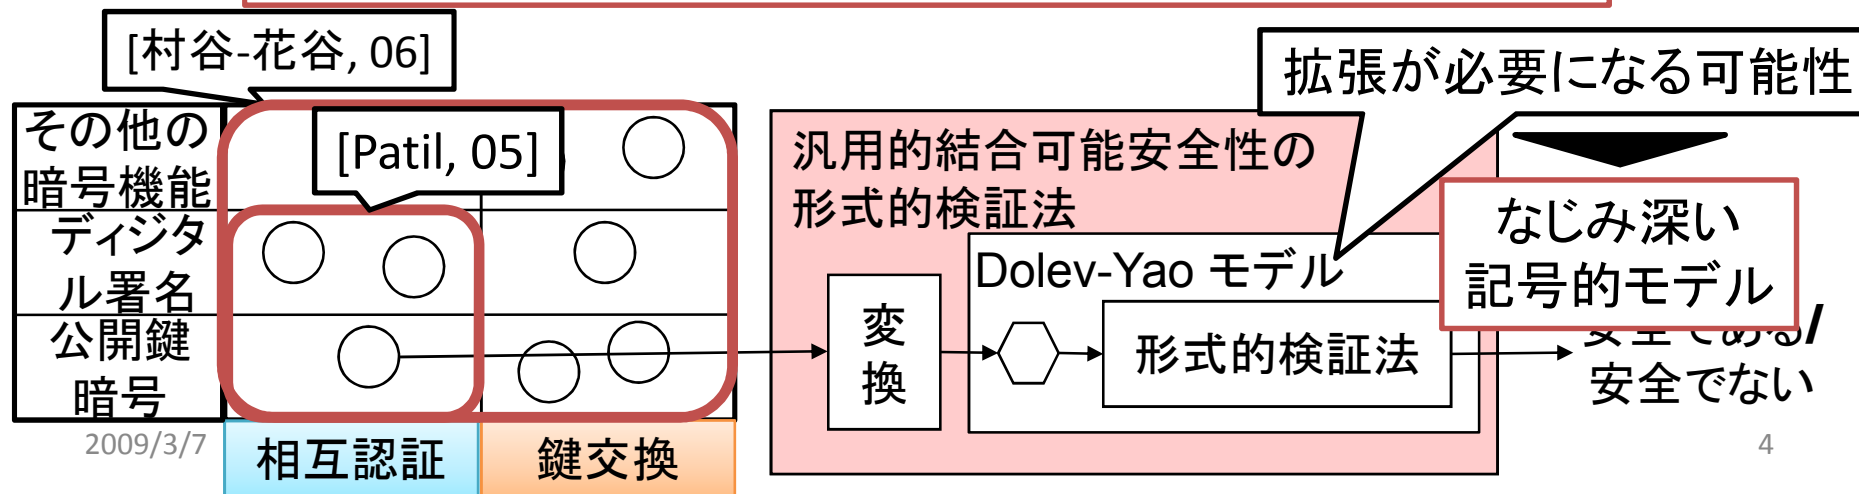 [村谷-花谷, 06]
拡張が必要になる可能性
その他の
暗号機能
[Patil, 05]
ディジタ
ル署名
公開鍵
暗号
相互認証
鍵交換
汎用的結合可能安全性の
形式的検証法
変
換
Dolev-Yao モデル
形式的検証法
なじみ深い
記号的モデル
安全である/
安全でない
2009/3/7
4